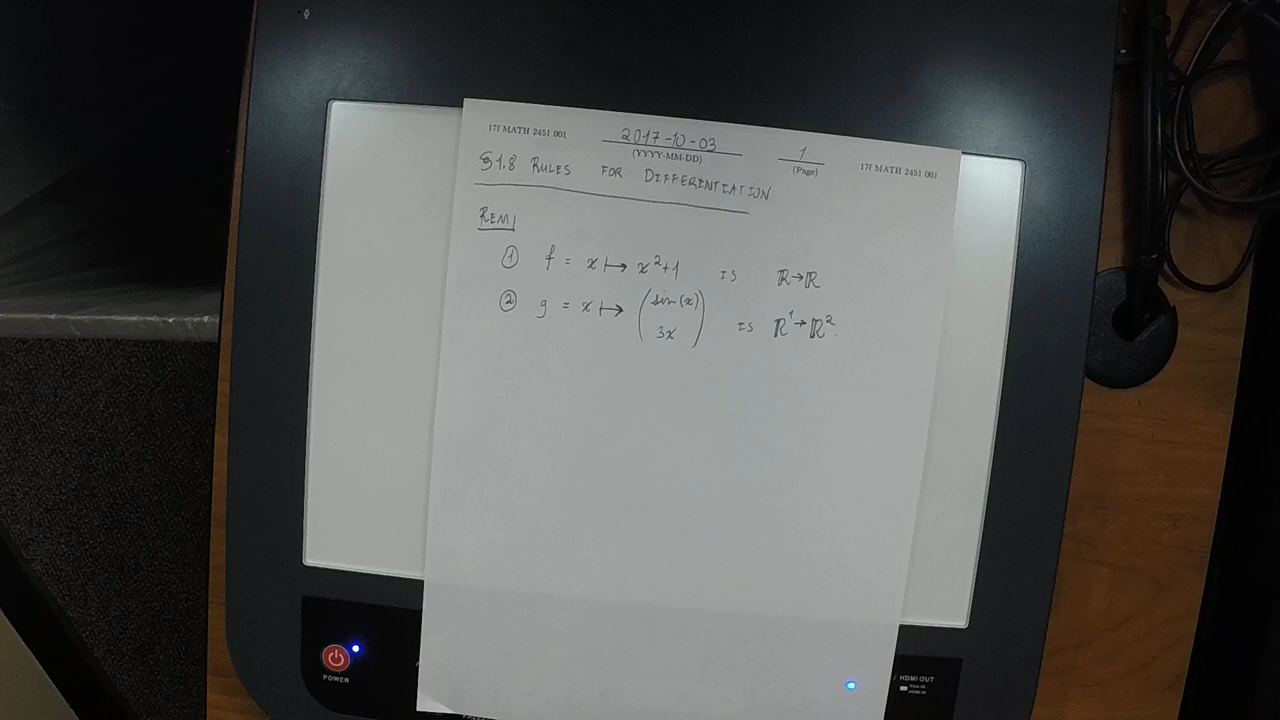 17f MATH 2451 001 2017-10-03 1 17f MATH 2451 001
(YYYY-MM-DD) (Page)
§1.8 RULES FOR DIFFERENTIATION
REM
① f = x ↦ x²+1 IS ℝ→ℝ
② g = x ↦ (sin(x) 3x) IS ℝ¹→ℝ².
POWER
HDMI OUT